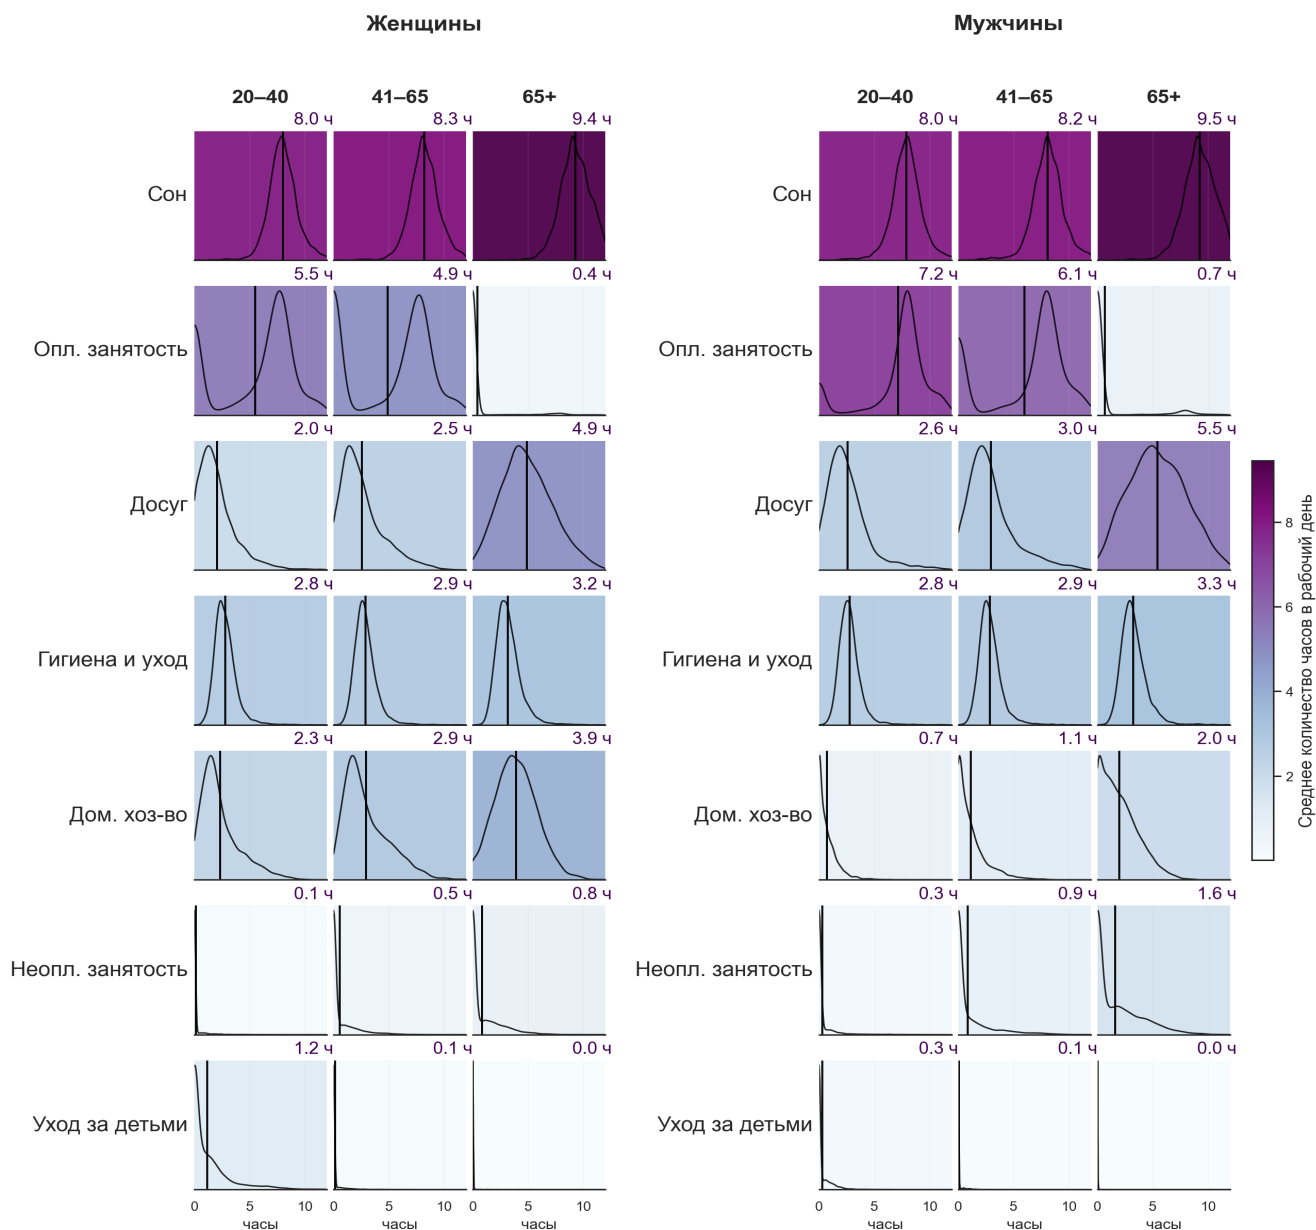 Женщины
Мужчины
20–40 41–65 65+
20–40 41–65 65+
8.0 ч 8.3 ч 9.4 ч
8.0 ч 8.2 ч 9.5 ч
Сон
Сон
5.5 ч 4.9 ч 0.4 ч
7.2 ч 6.1 ч 0.7 ч
Опл. занятость
Опл. занятость
2.0 ч 2.5 ч 4.9 ч
2.6 ч 3.0 ч 5.5 ч
Досуг
Досуг
2.8 ч 2.9 ч 3.2 ч
2.8 ч 2.9 ч 3.3 ч
Гигиена и уход
Гигиена и уход
2.3 ч 2.9 ч 3.9 ч
0.7 ч 1.1 ч 2.0 ч
Дом. хоз-во
Дом. хоз-во
0.1 ч 0.5 ч 0.8 ч
0.3 ч 0.9 ч 1.6 ч
Неопл. занятость
Неопл. занятость
1.2 ч 0.1 ч 0.0 ч
0.3 ч 0.1 ч 0.0 ч
Уход за детьми
Уход за детьми
0 5 10 0 5 10 0 5 10
0 5 10 0 5 10 0 5 10
часы часы часы
часы часы часы
8
6
4
2
Среднее количество часов в рабочий день